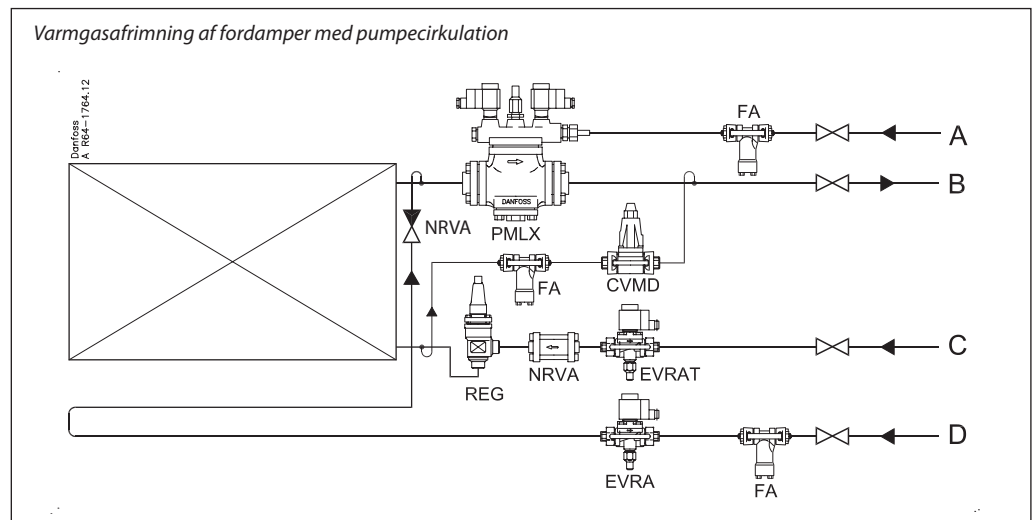 Varmgasafrimning af fordamper med pumpecirkulation
Danfoss
A R64-1764.12
FA
A
B
NRVA
DANFOSS
PMLX
FA
CVMD
C
REG
NRVA
EVRAT
D
EVRA
FA